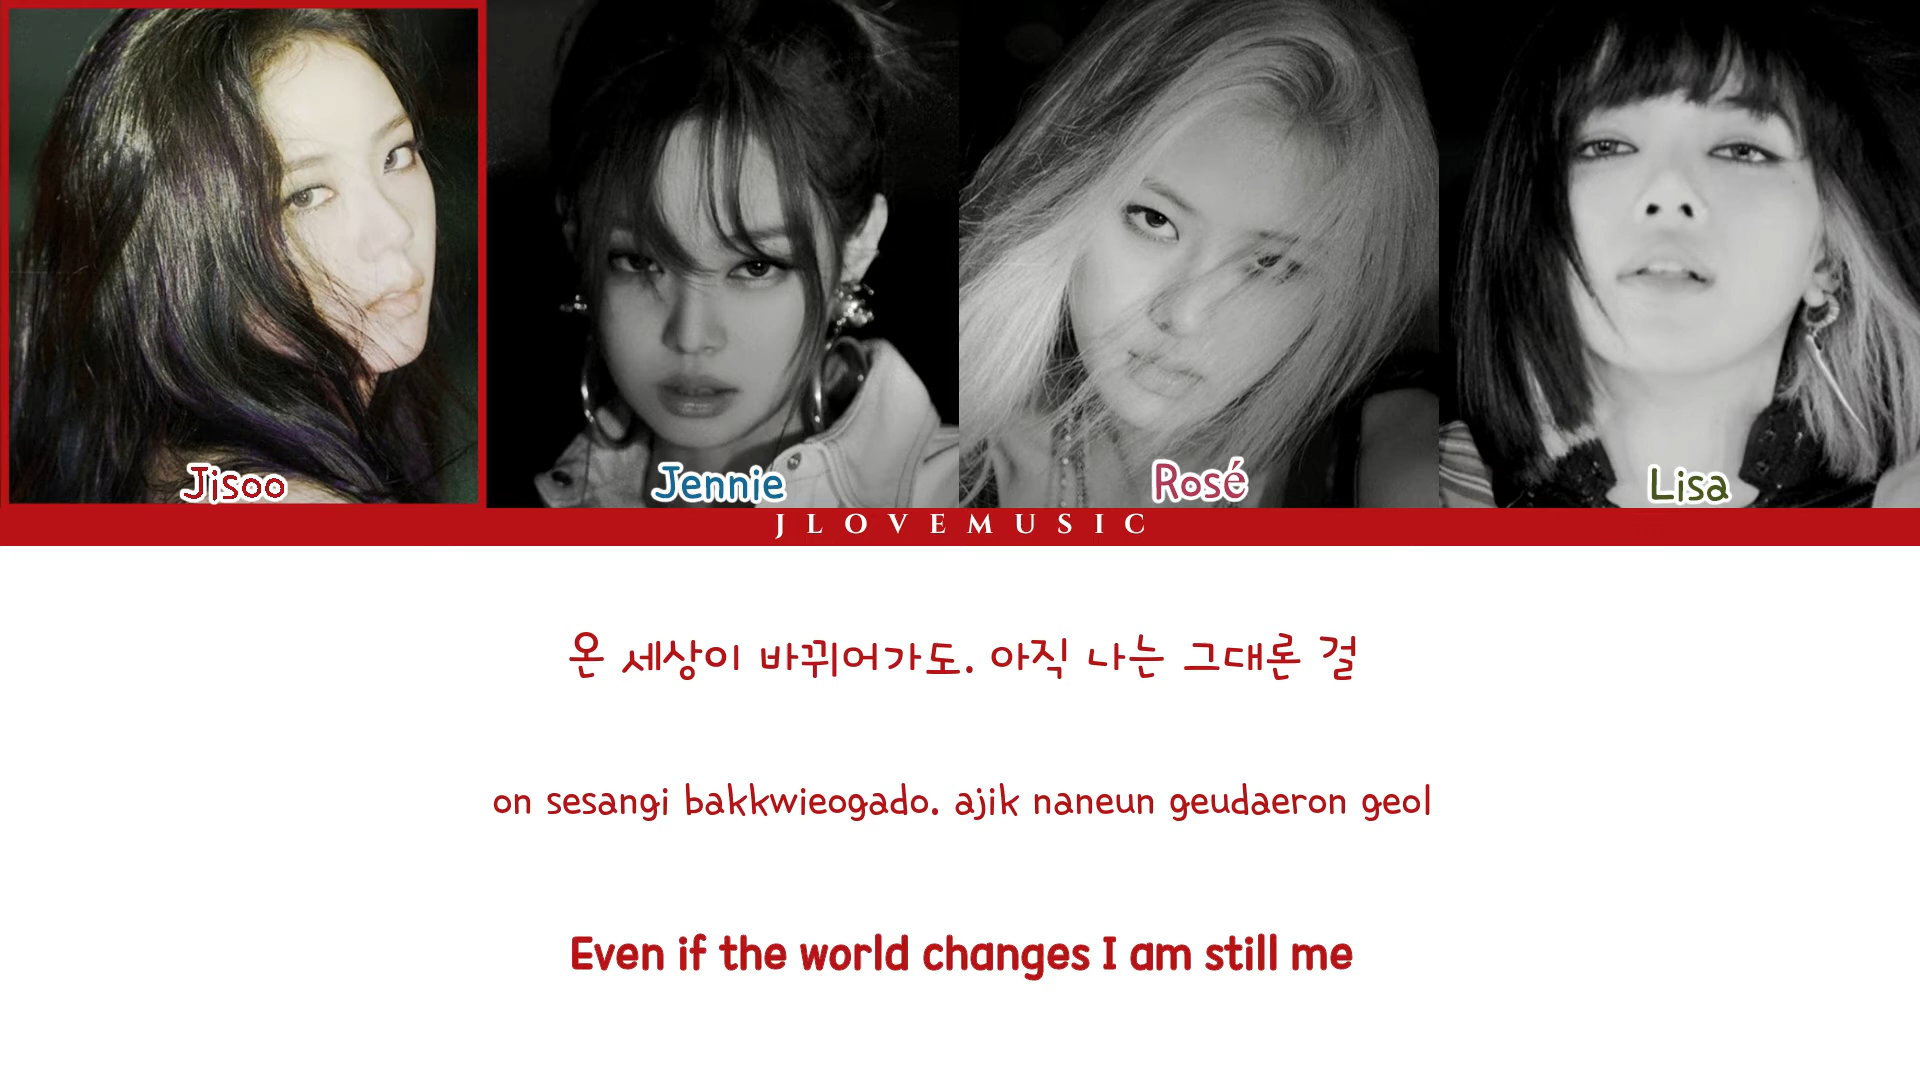 Jisoo
Jennie
Rosé
Lisa
JLOVEMUSIC
온 세상이 바뀌어가도. 아직 나는 그대론 걸
on sesangi bakkwieogado. ajik naneun geudaeron geol
Even if the world changes I am still me